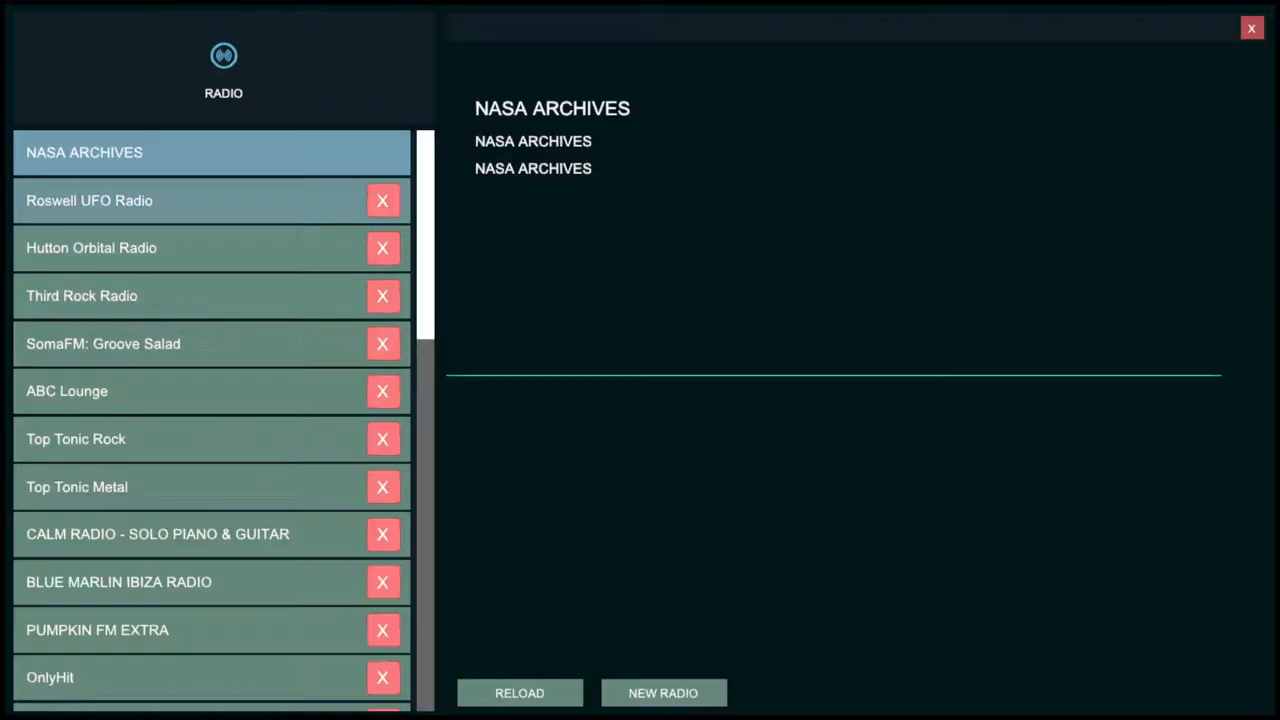 RADIO
NASA ARCHIVES
Roswell UFO Radio X
Hutton Orbital Radio X
Third Rock Radio X
SomaFM: Groove Salad X
ABC Lounge X
Top Tonic Rock X
Top Tonic Metal X
CALM RADIO - SOLO PIANO & GUITAR X
BLUE MARLIN IBIZA RADIO X
PUMPKIN FM EXTRA X
OnlyHit X
x
NASA ARCHIVES
NASA ARCHIVES
NASA ARCHIVES
RELOAD NEW RADIO